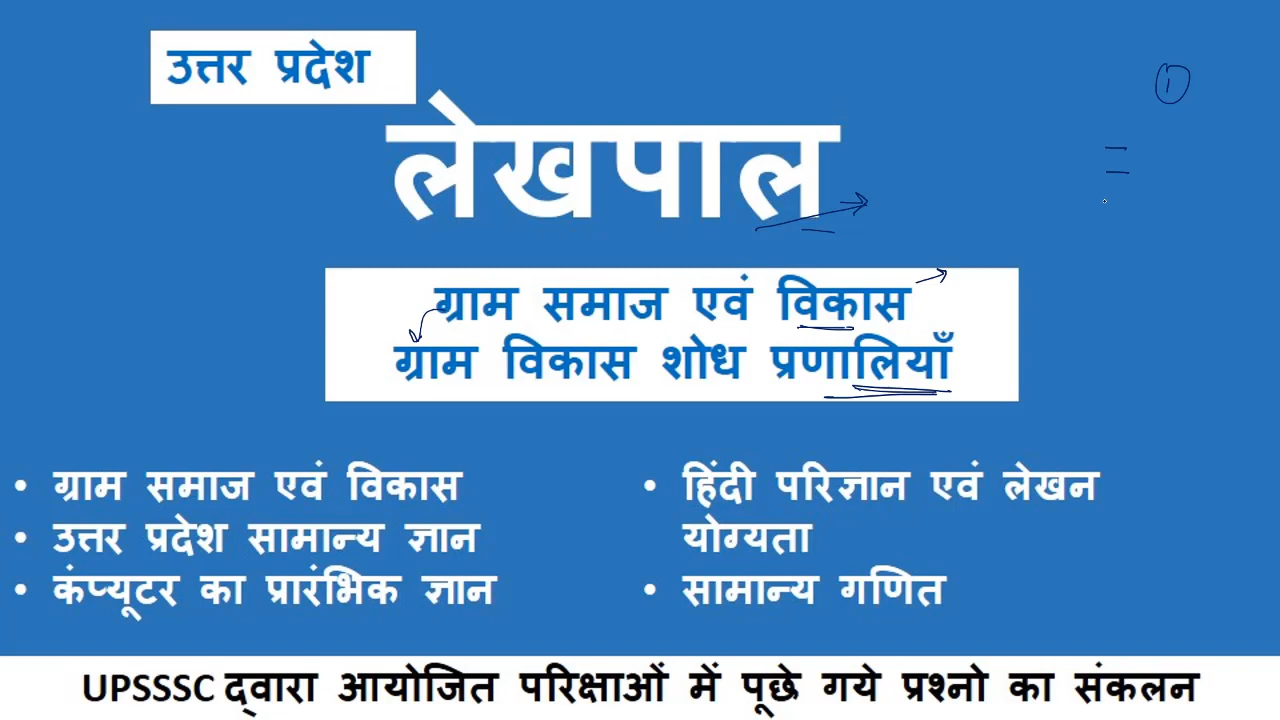 उत्तर प्रदेश
लेखपाल
ग्राम समाज एवं विकास
ग्राम विकास शोध प्रणालियाँ
• ग्राम समाज एवं विकास
• उत्तर प्रदेश सामान्य ज्ञान
• कंप्यूटर का प्रारंभिक ज्ञान
• हिंदी परिज्ञान एवं लेखन
योग्यता
• सामान्य गणित
UPSSSC द्वारा आयोजित परिक्षाओं में पूछे गये प्रश्नो का संकलन
1